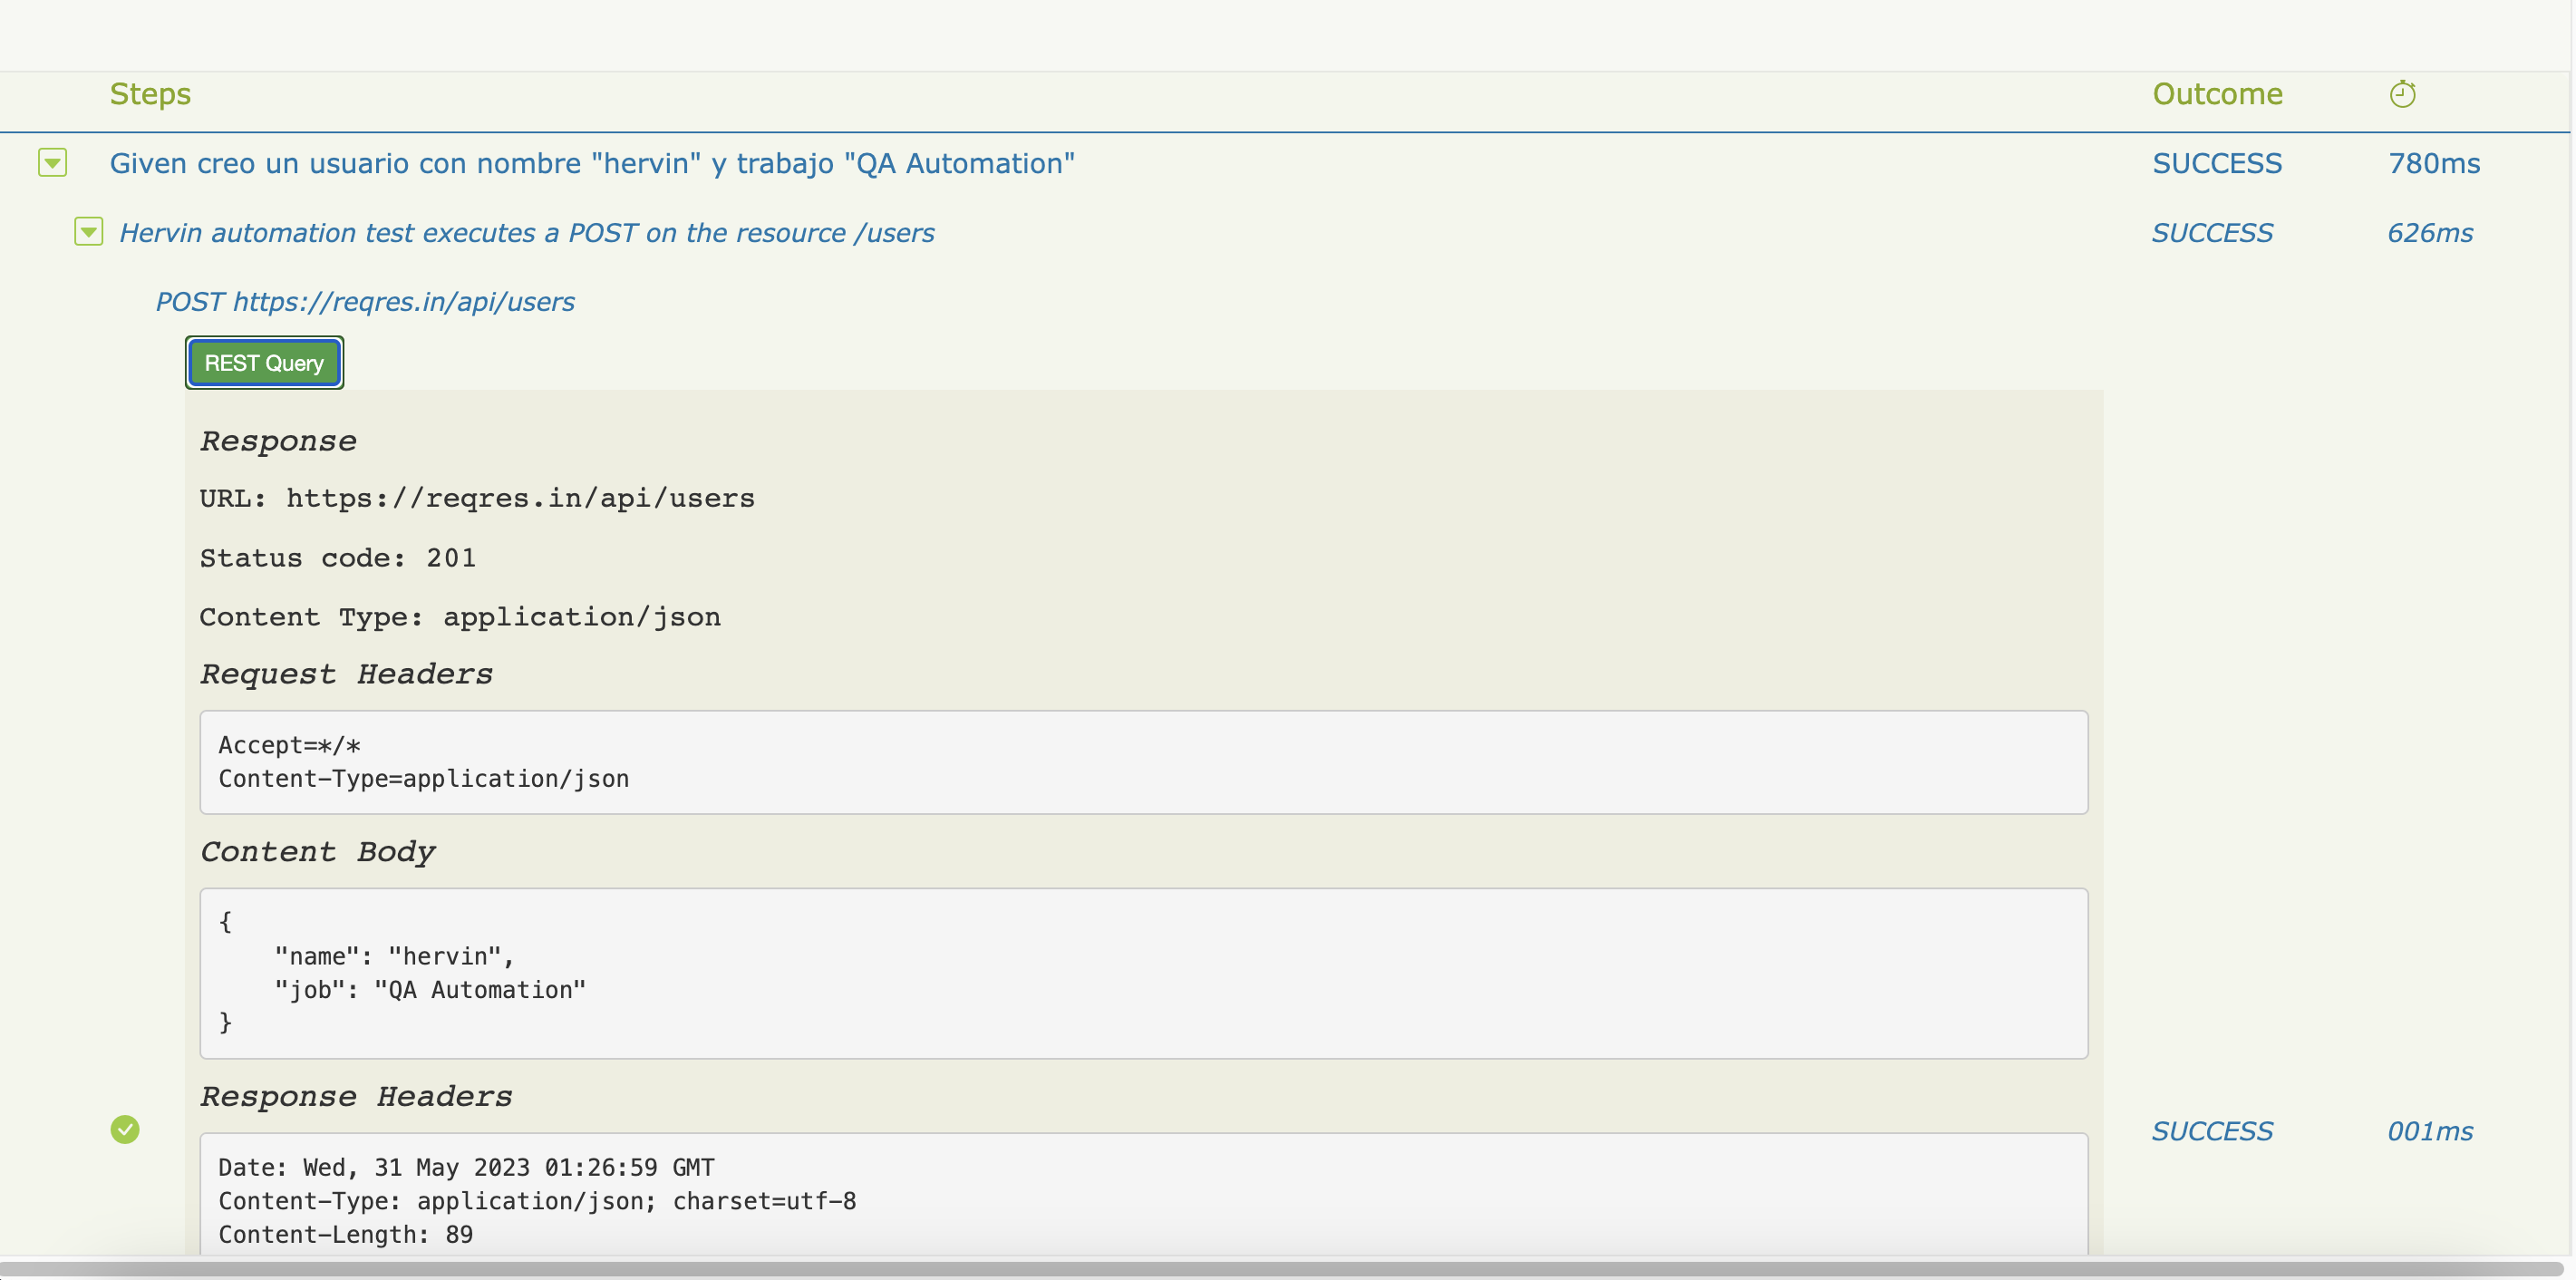 Steps Outcome
Given creo un usuario con nombre "hervin" y trabajo "QA Automation" SUCCESS 780ms
Hervin automation test executes a POST on the resource /users SUCCESS 626ms
POST https://reqres.in/api/users
REST Query
Response
URL: https://reqres.in/api/users
Status code: 201
Content Type: application/json
Request Headers
Accept=*/*
Content-Type=application/json
Content Body
{
    "name": "hervin",
    "job": "QA Automation"
}
Response Headers
SUCCESS 001ms
Date: Wed, 31 May 2023 01:26:59 GMT
Content-Type: application/json; charset=utf-8
Content-Length: 89